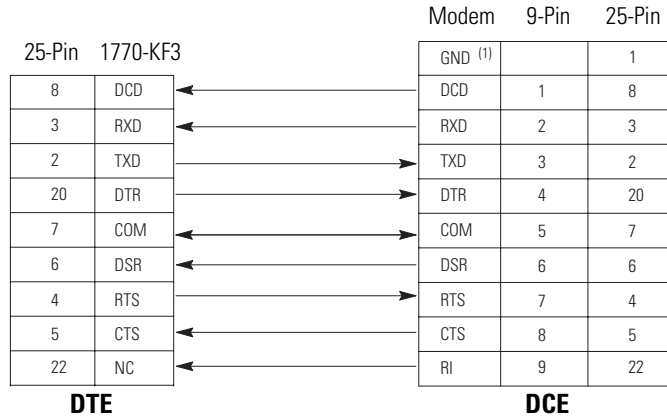 Modem 9-Pin 25-Pin
25-Pin 1770-KF3
GND (1) 1
8 DCD DCD 1 8
3 RXD RXD 2 3
2 TXD TXD 3 2
20 DTR DTR 4 20
7 COM COM 5 7
6 DSR DSR 6 6
4 RTS RTS 7 4
5 CTS CTS 8 5
22 NC RI 9 22
DTE DCE